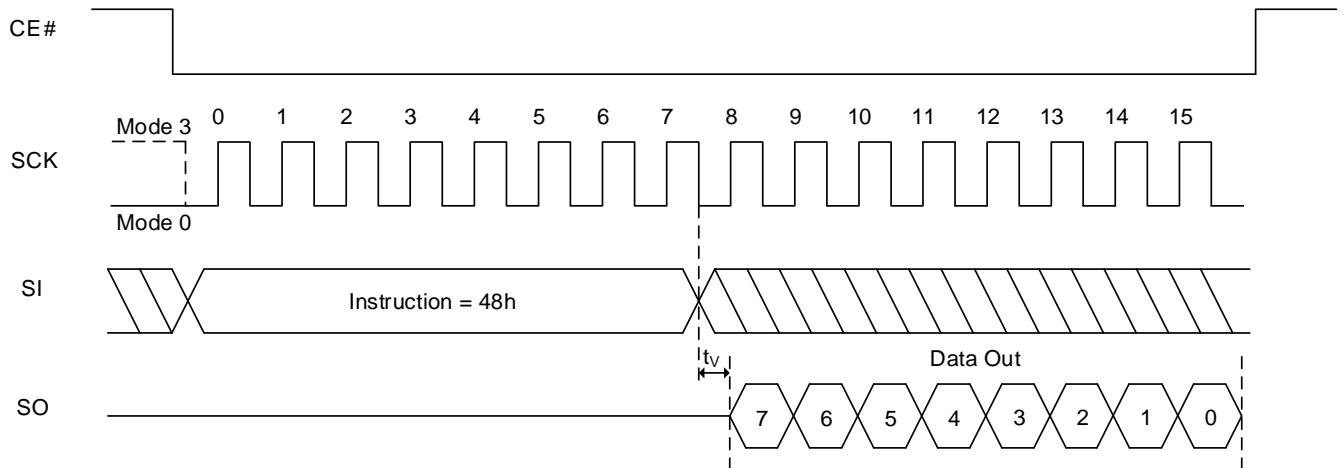 CE#
0 1 2 3 4 5 6 7 8 9 10 11 12 13 14 15
Mode 3
SCK
Mode 0
SI
Instruction = 48h
tV
Data Out
SO
7 6 5 4 3 2 1 0